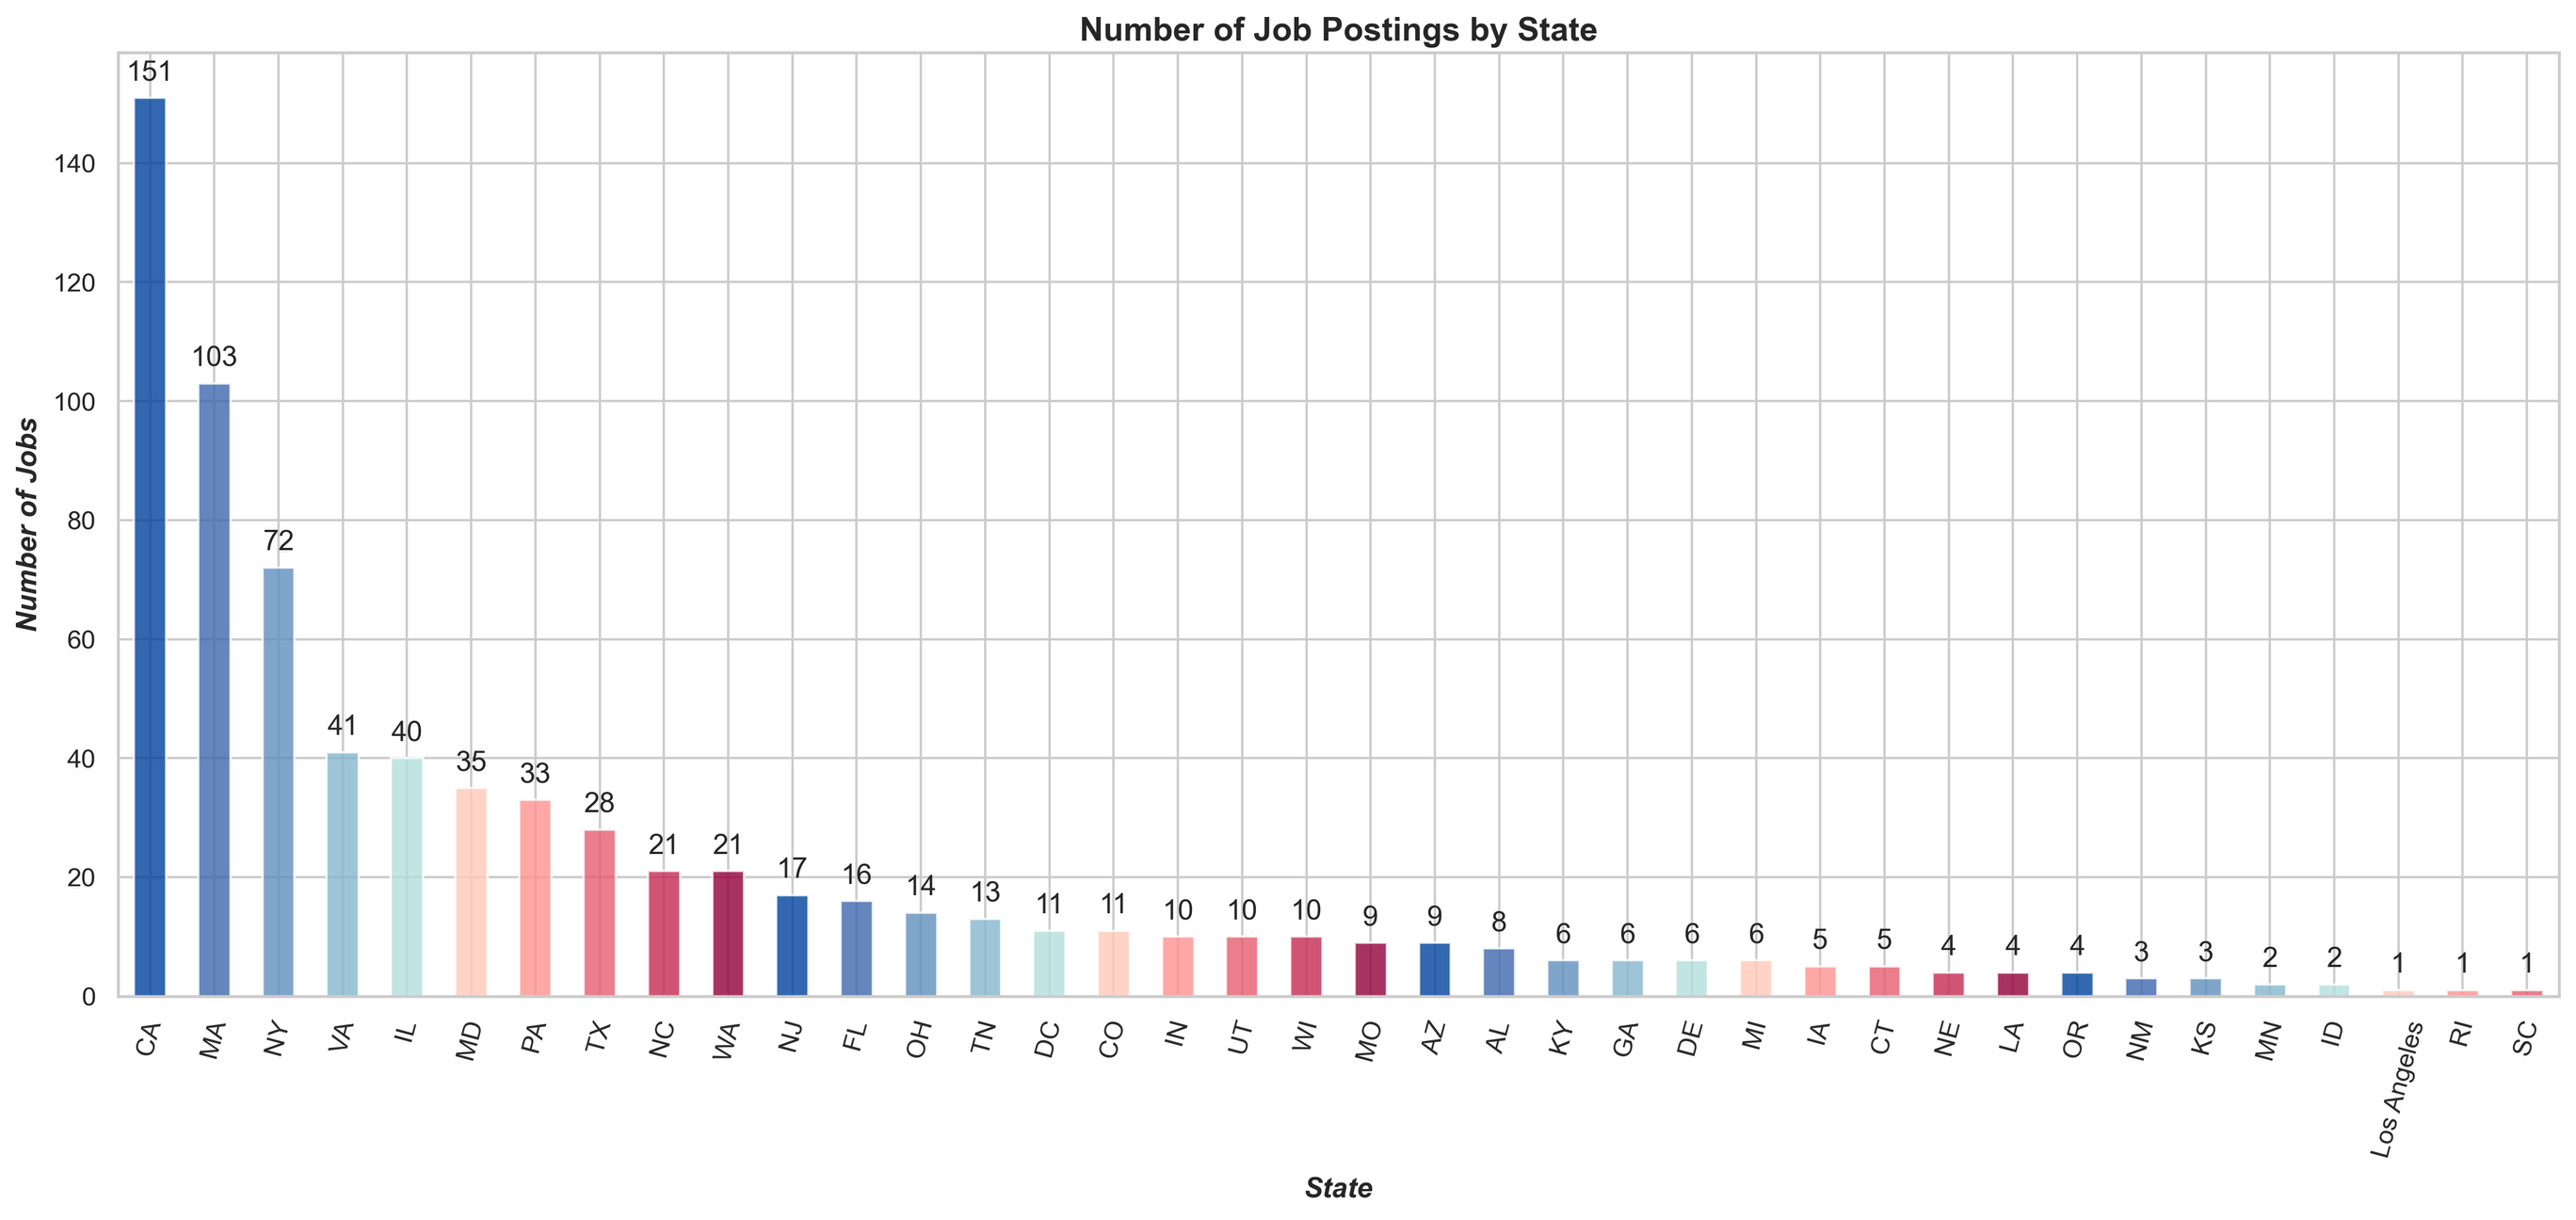 Number of Job Postings by State
Number of Jobs
140
120
100
80
60
40
20
0
151
103
72
41
40
35
33
28
21
21
17
16
14
13
11
11
10
10
10
9
9
8
6
6
6
6
5
5
4
4
4
3
3
2
2
1
1
1
CA
MA
NY
VA
IL
MD
PA
TX
NC
WA
NJ
FL
OH
TN
DC
CO
IN
UT
WI
MO
AZ
AL
KY
GA
DE
MI
IA
CT
NE
LA
OR
NM
KS
MN
ID
Los Angeles
RI
SC
State